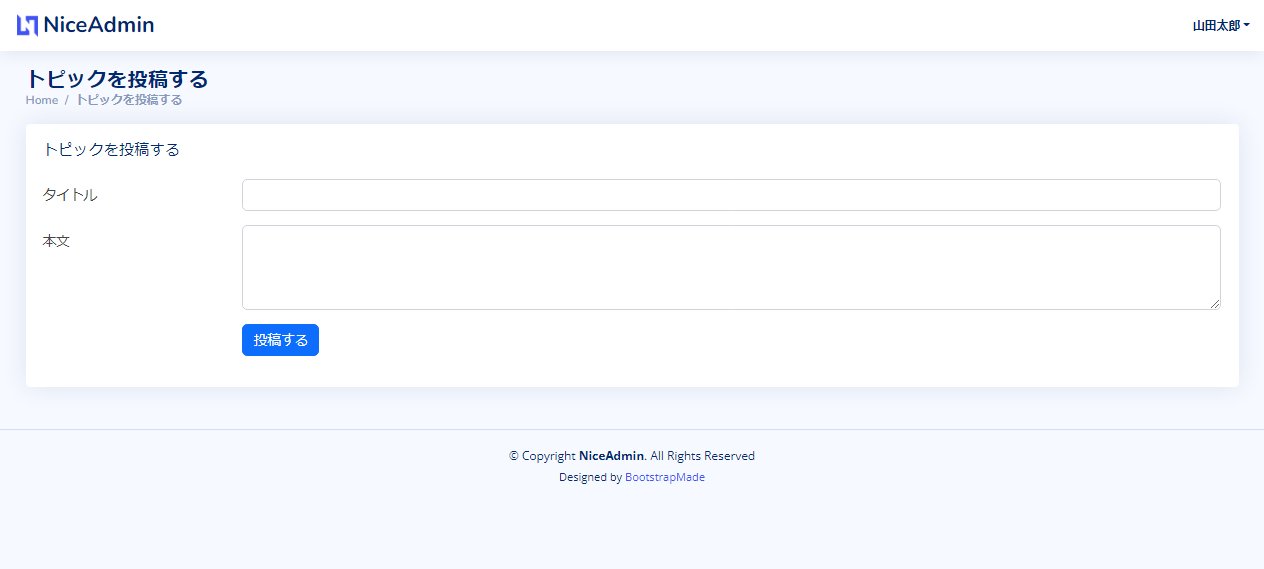 NiceAdmin
山田太郎
トピックを投稿する
Home / トピックを投稿する
トピックを投稿する
タイトル
本文
投稿する
© Copyright NiceAdmin. All Rights Reserved
Designed by BootstrapMade